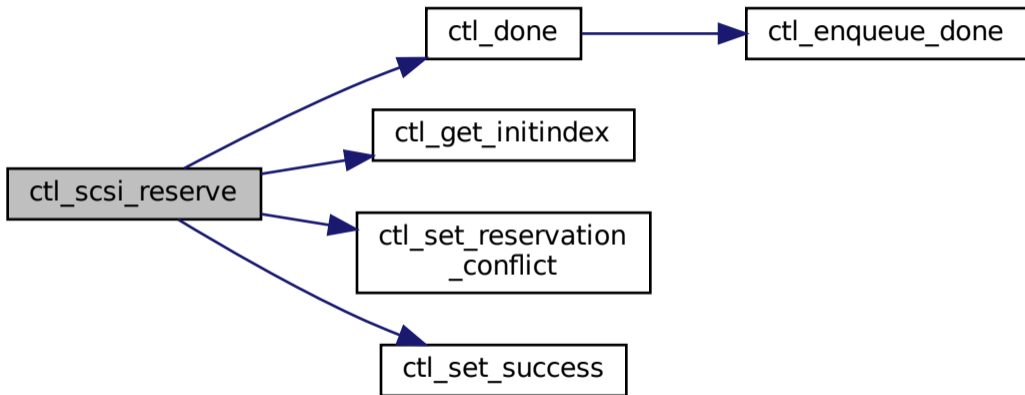 ctl_done
ctl_enqueue_done
ctl_get_initindex
ctl_scsi_reserve
ctl_set_reservation
_conflict
ctl_set_success